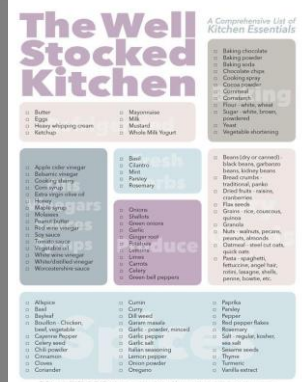 The Well
Stocked
Kitchen
A Comprehensive List of
Kitchen Essentials
Baking chocolate
Baking powder
Baking soda
Chocolate chips
Cooking spray
Cocoa powder
Cornmeal
Cornstarch
Flour - white, wheat
Sugar - white, brown,
powdered
Yeast
Vegetable shortening
Butter
Eggs
Heavy whipping cream
Ketchup
Mayonnaise
Milk
Mustard
Whole Milk Yogurt
Apple cider vinegar
Balsamic vinegar
Cooking sherry
Corn syrup
Extra virgin olive oil
Honey
Maple syrup
Molasses
Peanut butter
Red wine vinegar
Soy sauce
Tomato sauce
Vegetable oil
White wine vinegar
White/distilled vinegar
Worcestershire sauce
Basil
Cilantro
Mint
Parsley
Rosemary
Fresh
Herbs
Onions
Shallots
Green onions
Garlic
Ginger root
Potatoes
Lemons
Limes
Carrots
Celery
Green bell peppers
Produce
Beans (dry or canned) -
black beans, garbanzo
beans, kidney beans
Bread crumbs -
traditional, panko
Dried fruits - raisins,
cranberries
Flax seeds
Grains - rice, couscous,
quinoa
Granola
Nuts - walnuts, pecans,
peanuts, almonds
Oatmeal - steel cut oats,
quick oats
Pasta - spaghetti,
fettuccine, angel hair,
rotini, lasagne, shells,
penne, bowtie, etc.
Allspice
Basil
Bayleaf
Bouillon - Chicken,
beef, vegetable
Cayenne Pepper
Celery seed
Chili powder
Cinnamon
Cloves
Coriander
Cumin
Curry
Dill weed
Garam masala
Garlic - powder, minced
Garlic pepper
Garlic salt
Italian seasoning
Lemon pepper
Onion powder
Oregano
Paprika
Parsley
Pepper
Red pepper flakes
Rosemary
Salt - regular, kosher,
sea salt
Sesame seeds
Thyme
Turmeric
Vanilla extract